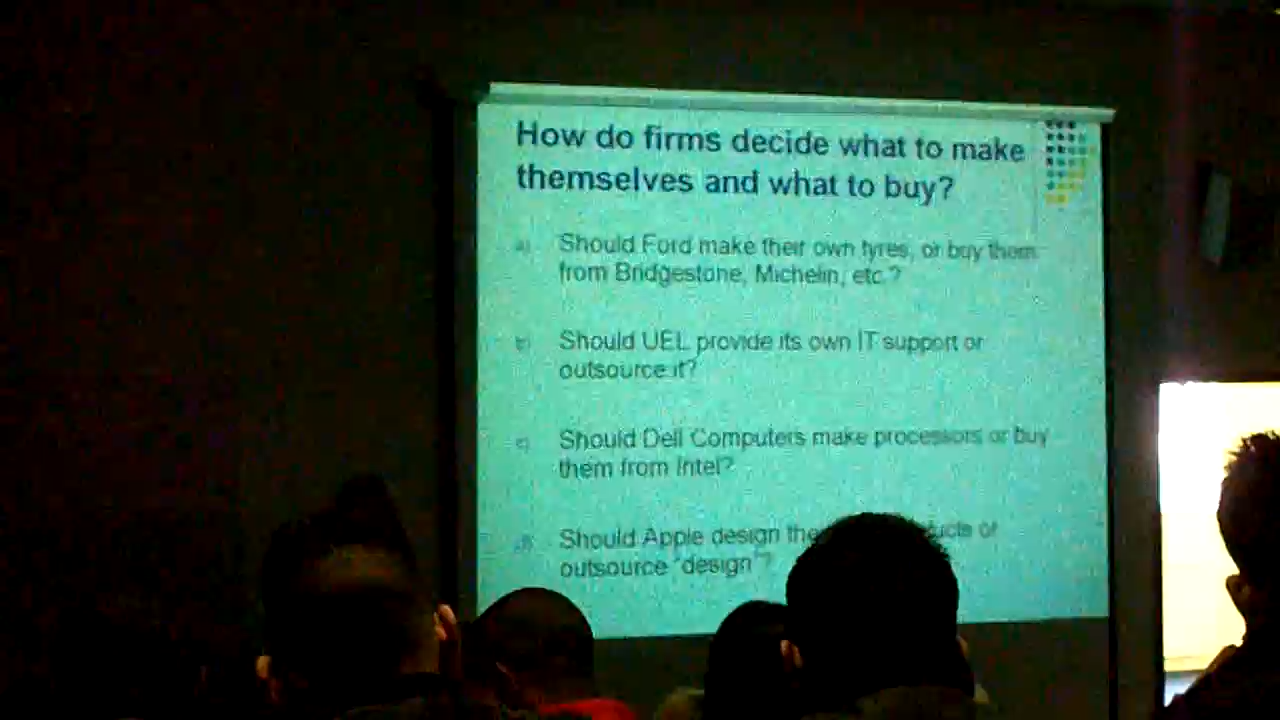 How do firms decide what to make
themselves and what to buy?
a) Should Ford make their own tyres, or buy them
from Bridgestone, Michelin, etc.?
b) Should UEL provide its own IT support or
outsource it?
c) Should Dell Computers make processors or buy
them from Intel?
d) Should Apple design or
outsource "design"?